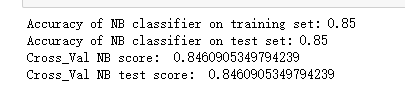 Accuracy of NB classifier on training set: 0.85
Accuracy of NB classifier on test set: 0.85
Cross_Val NB score:  0.8460905349794239
Cross_Val NB test score:  0.8460905349794239